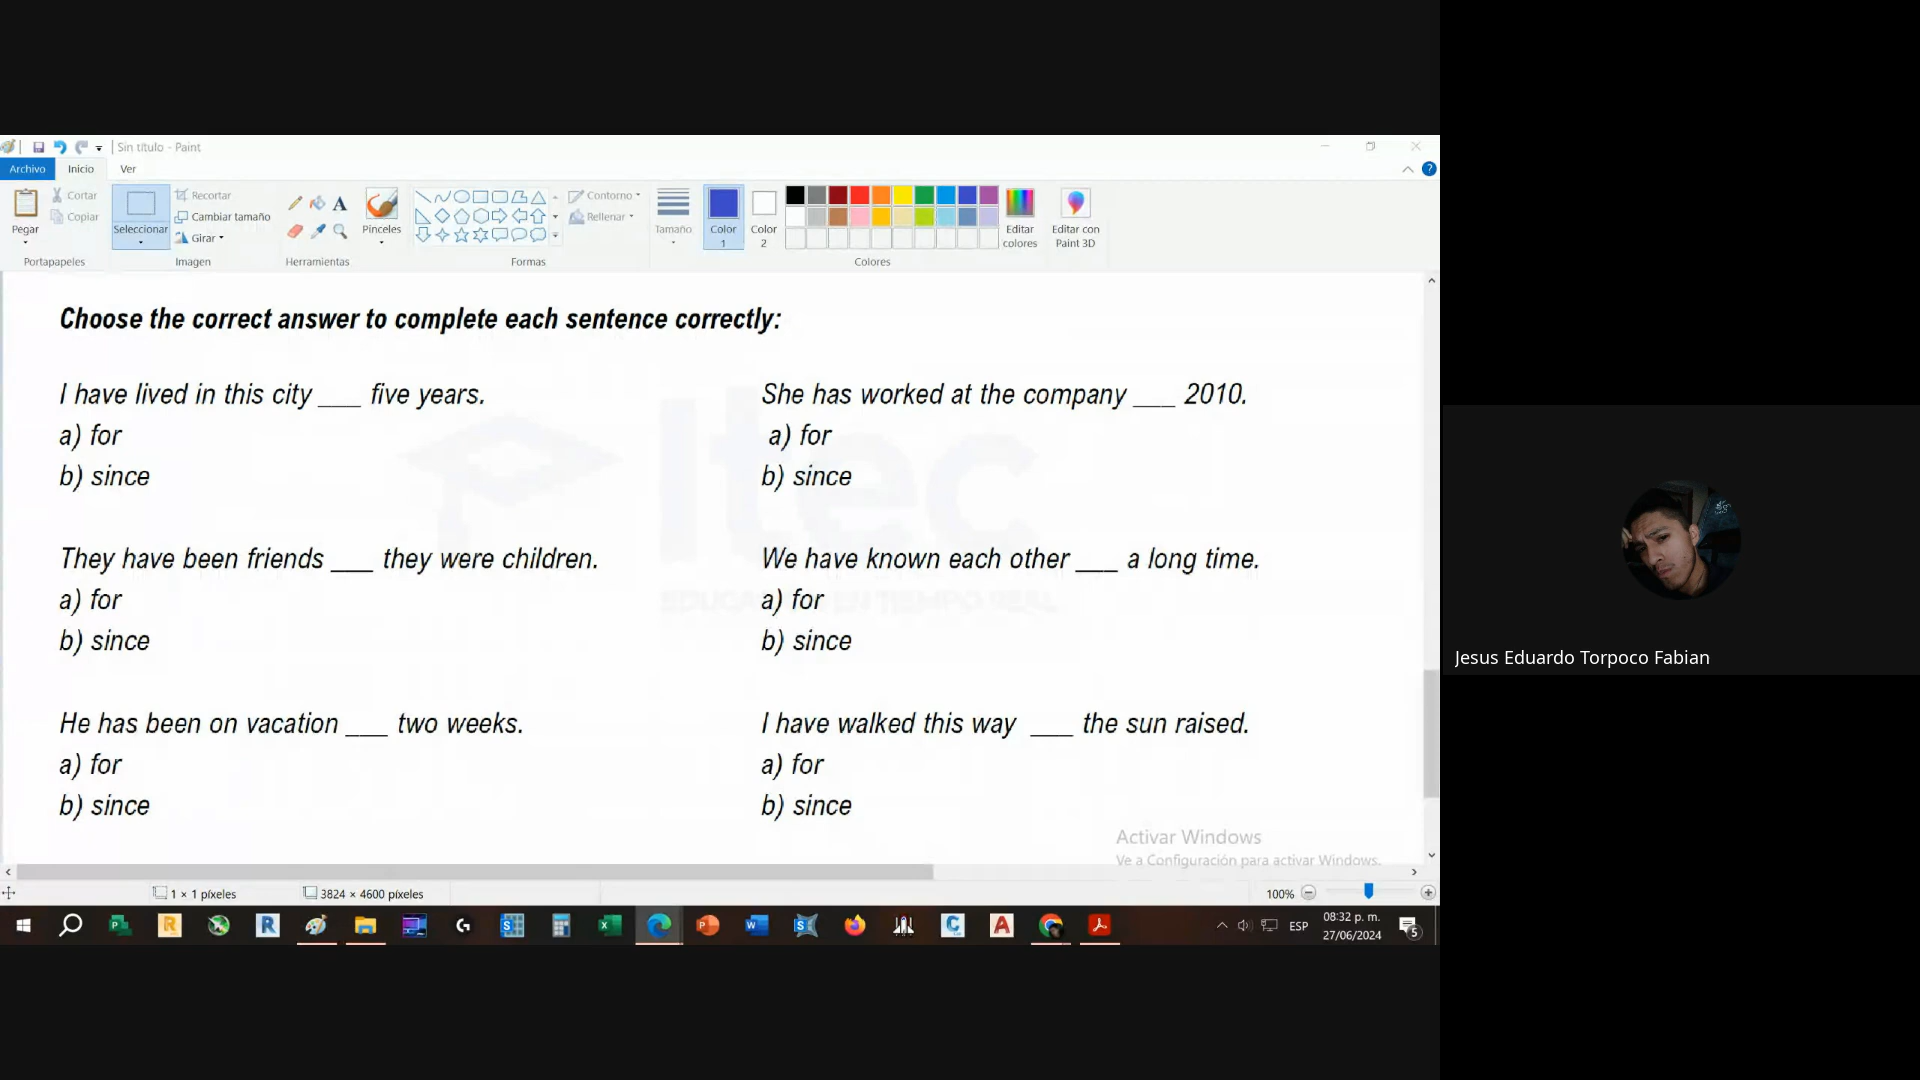 Sin título - Paint
Archivo Inicio Ver
Pegar
Cortar
Copiar
Portapapeles
Seleccionar
Recortar
Cambiar tamaño
Girar
Imagen
Herramientas
Pinceles
Contorno
Rellenar
Formas
Tamaño
Color
1
Color
2
Editar
colores
Colores
Editar con
Paint 3D
Choose the correct answer to complete each sentence correctly:
I have lived in this city ___ five years.
a) for
b) since
She has worked at the company ___ 2010.
a) for
b) since
They have been friends ___ they were children.
a) for
b) since
We have known each other ___ a long time.
a) for
b) since
He has been on vacation ___ two weeks.
a) for
b) since
I have walked this way ___ the sun raised.
a) for
b) since
Itec
EDUCACIÓN EN TIEMPO REAL
Activar Windows
Ve a Configuración para activar Windows.
1 × 1 píxeles
3824 × 4600 píxeles
100%
ESP
08:32 p. m.
27/06/2024
5
Jesus Eduardo Torpoco Fabian